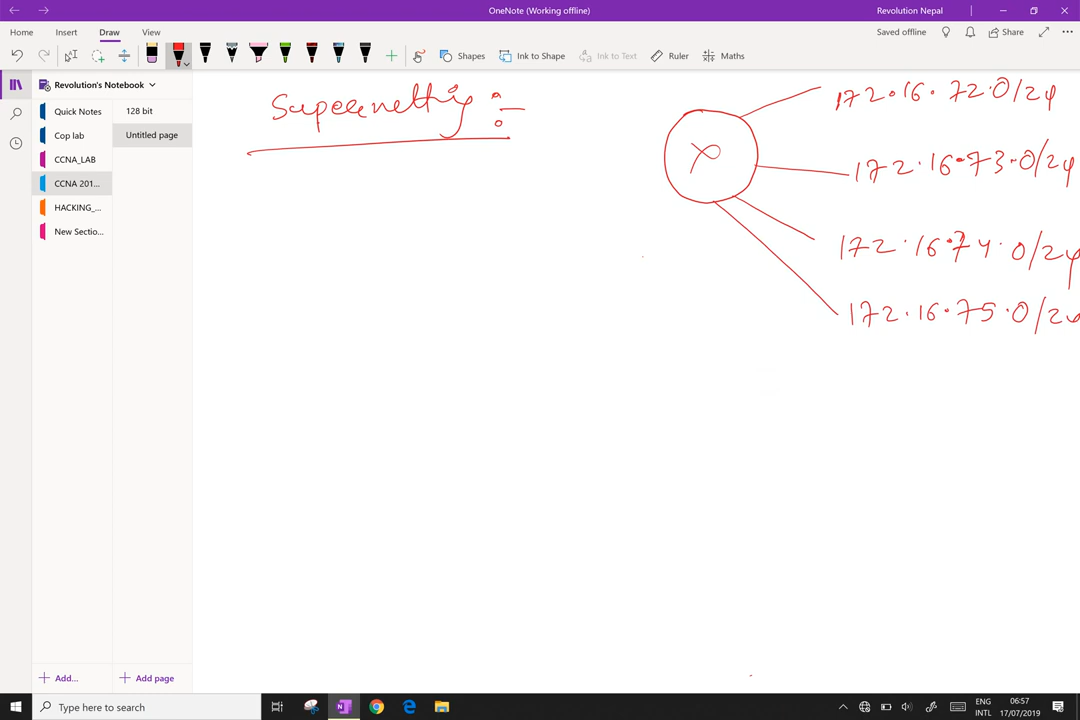 OneNote (Working offline)
Revolution Nepal
Home
Insert
Draw
View
Saved offline
Share
Shapes
Ink to Shape
Ink to Text
Ruler
Maths
Revolution's Notebook
Quick Notes
Cop lab
CCNA_LAB
CCNA 201...
HACKING_...
New Sectio...
128 bit
Untitled page
Supernetting :-
172.16.72.0/24
172.16.73.0/24
172.16.74.0/24
172.16.75.0/24
Add...
Add page
Type here to search
ENG
INTL
06:57
17/07/2019